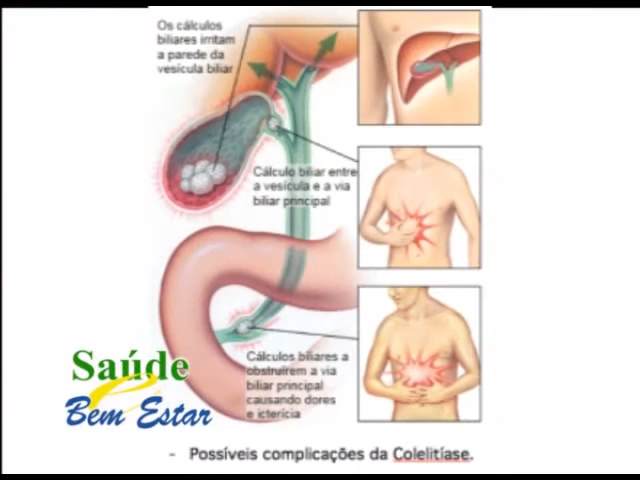 Os cálculos
biliares irritam
a parede da
vesícula biliar
Cálculo biliar entre
a vesícula e a via
biliar principal
Cálculos biliares a
obstruírem a via
biliar principal
causando dores
e icterícia
Saúde
e
Bem Estar
- Possíveis complicações da Colelitíase.